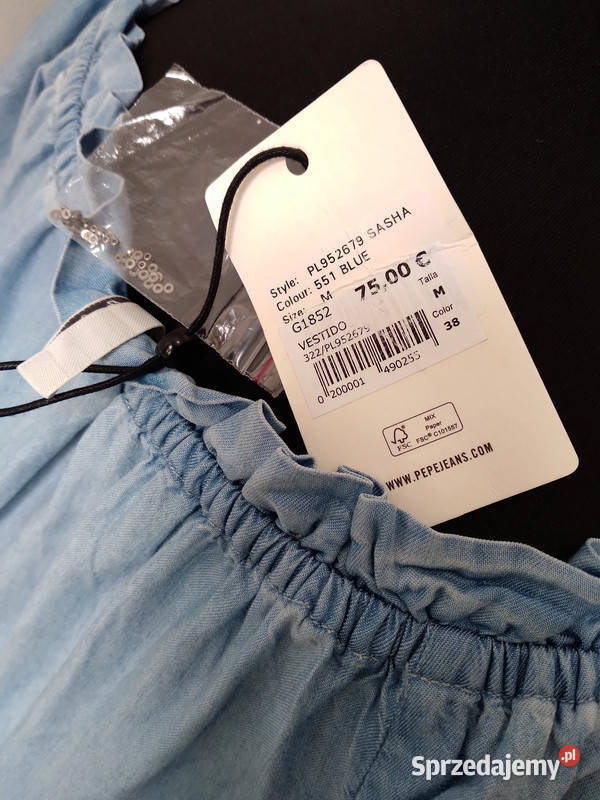 Style: PL952679 SASHA
Colour: 551 BLUE
Size: M
G1852
75,00 €
VESTIDO
322/PL952679
Talla
M
Color
38
0 200001 490255
FSC
MIX
Paper
FSC® C101557
WWW.PEPEJEANS.COM
Sprzedajemy.pl